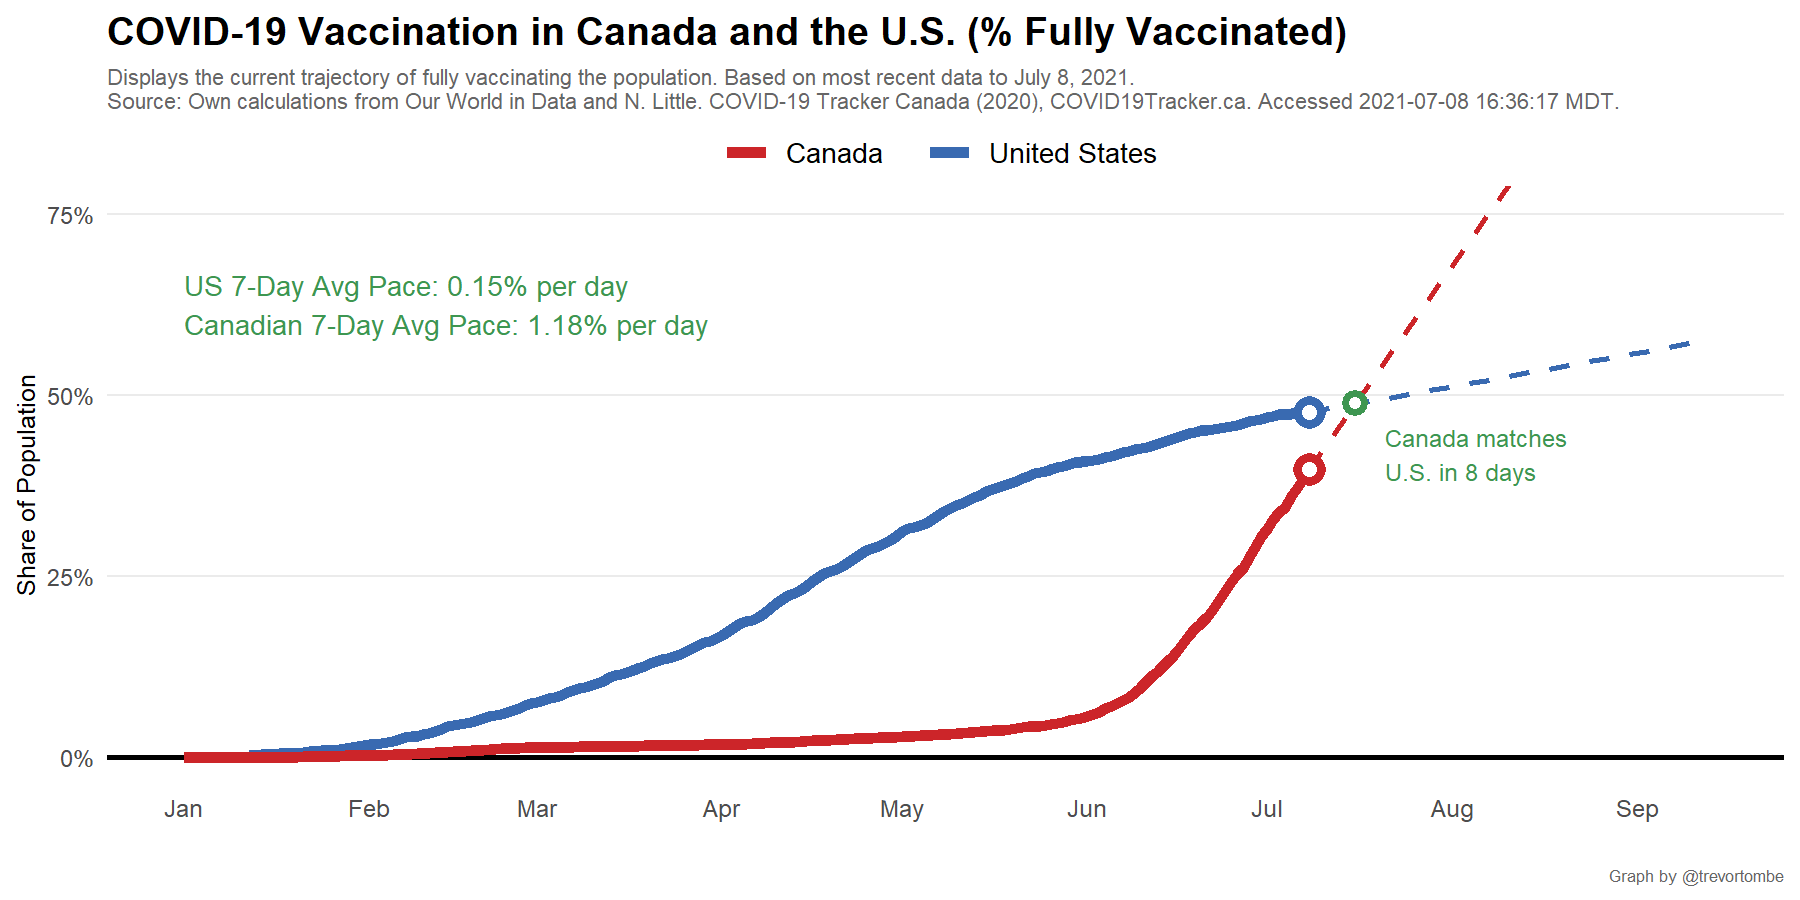 COVID-19 Vaccination in Canada and the U.S. (% Fully Vaccinated)
Displays the current trajectory of fully vaccinating the population. Based on most recent data to July 8, 2021.
Source: Own calculations from Our World in Data and N. Little. COVID-19 Tracker Canada (2020), COVID19Tracker.ca. Accessed 2021-07-08 16:36:17 MDT.
Canada
United States
75%
US 7-Day Avg Pace: 0.15% per day
Canadian 7-Day Avg Pace: 1.18% per day
50%
Canada matches
U.S. in 8 days
Share of Population
25%
0%
Jan
Feb
Mar
Apr
May
Jun
Jul
Aug
Sep
Graph by @trevortombe